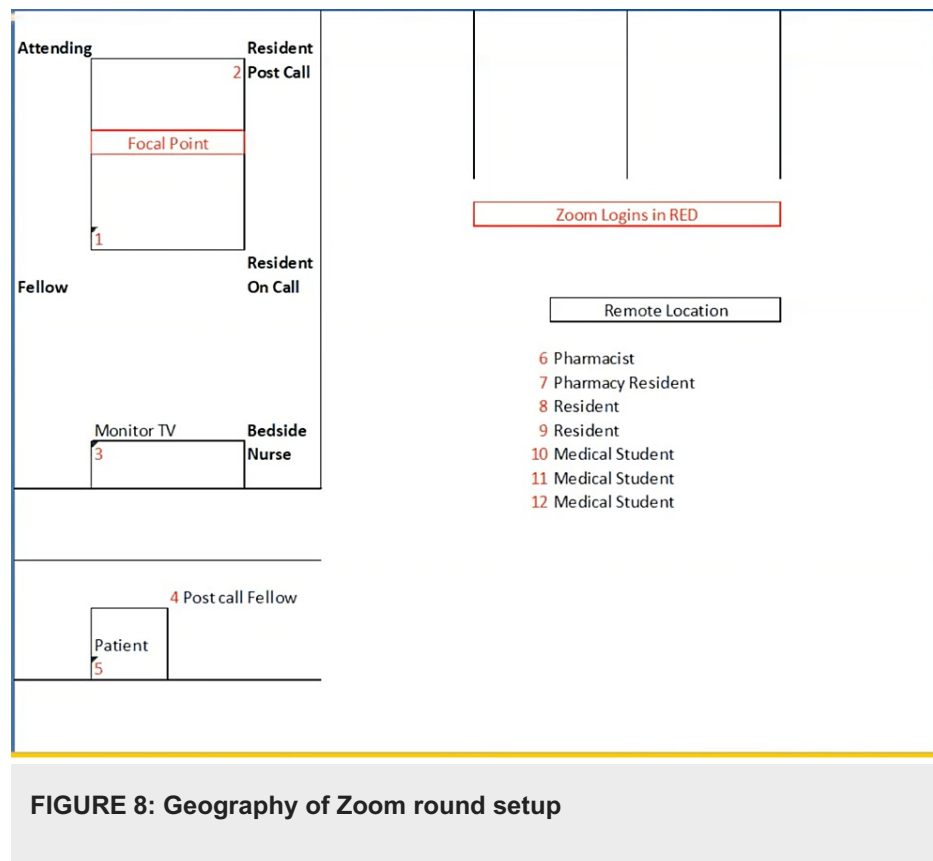 Attending
Resident
2 Post Call
Focal Point
1
Resident
Fellow
On Call
Monitor TV
Bedside
3
Nurse
4 Post call Fellow
Patient
5
Zoom Logins in RED
Remote Location
6 Pharmacist
7 Pharmacy Resident
8 Resident
9 Resident
10 Medical Student
11 Medical Student
12 Medical Student
FIGURE 8: Geography of Zoom round setup